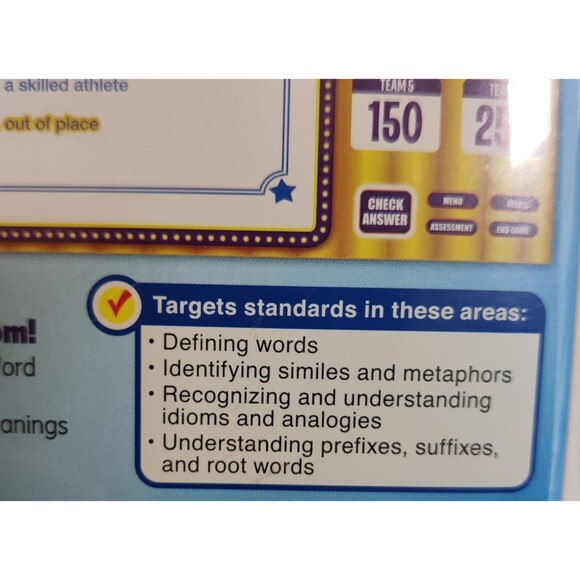 a skilled athlete
out of place
TEAM 5
150
CHECK
ANSWER
MENU
ASSESSMENT
END GAME
Targets standards in these areas:
• Defining words
• Identifying similes and metaphors
• Recognizing and understanding
idioms and analogies
• Understanding prefixes, suffixes,
and root words
om!
ord
anings